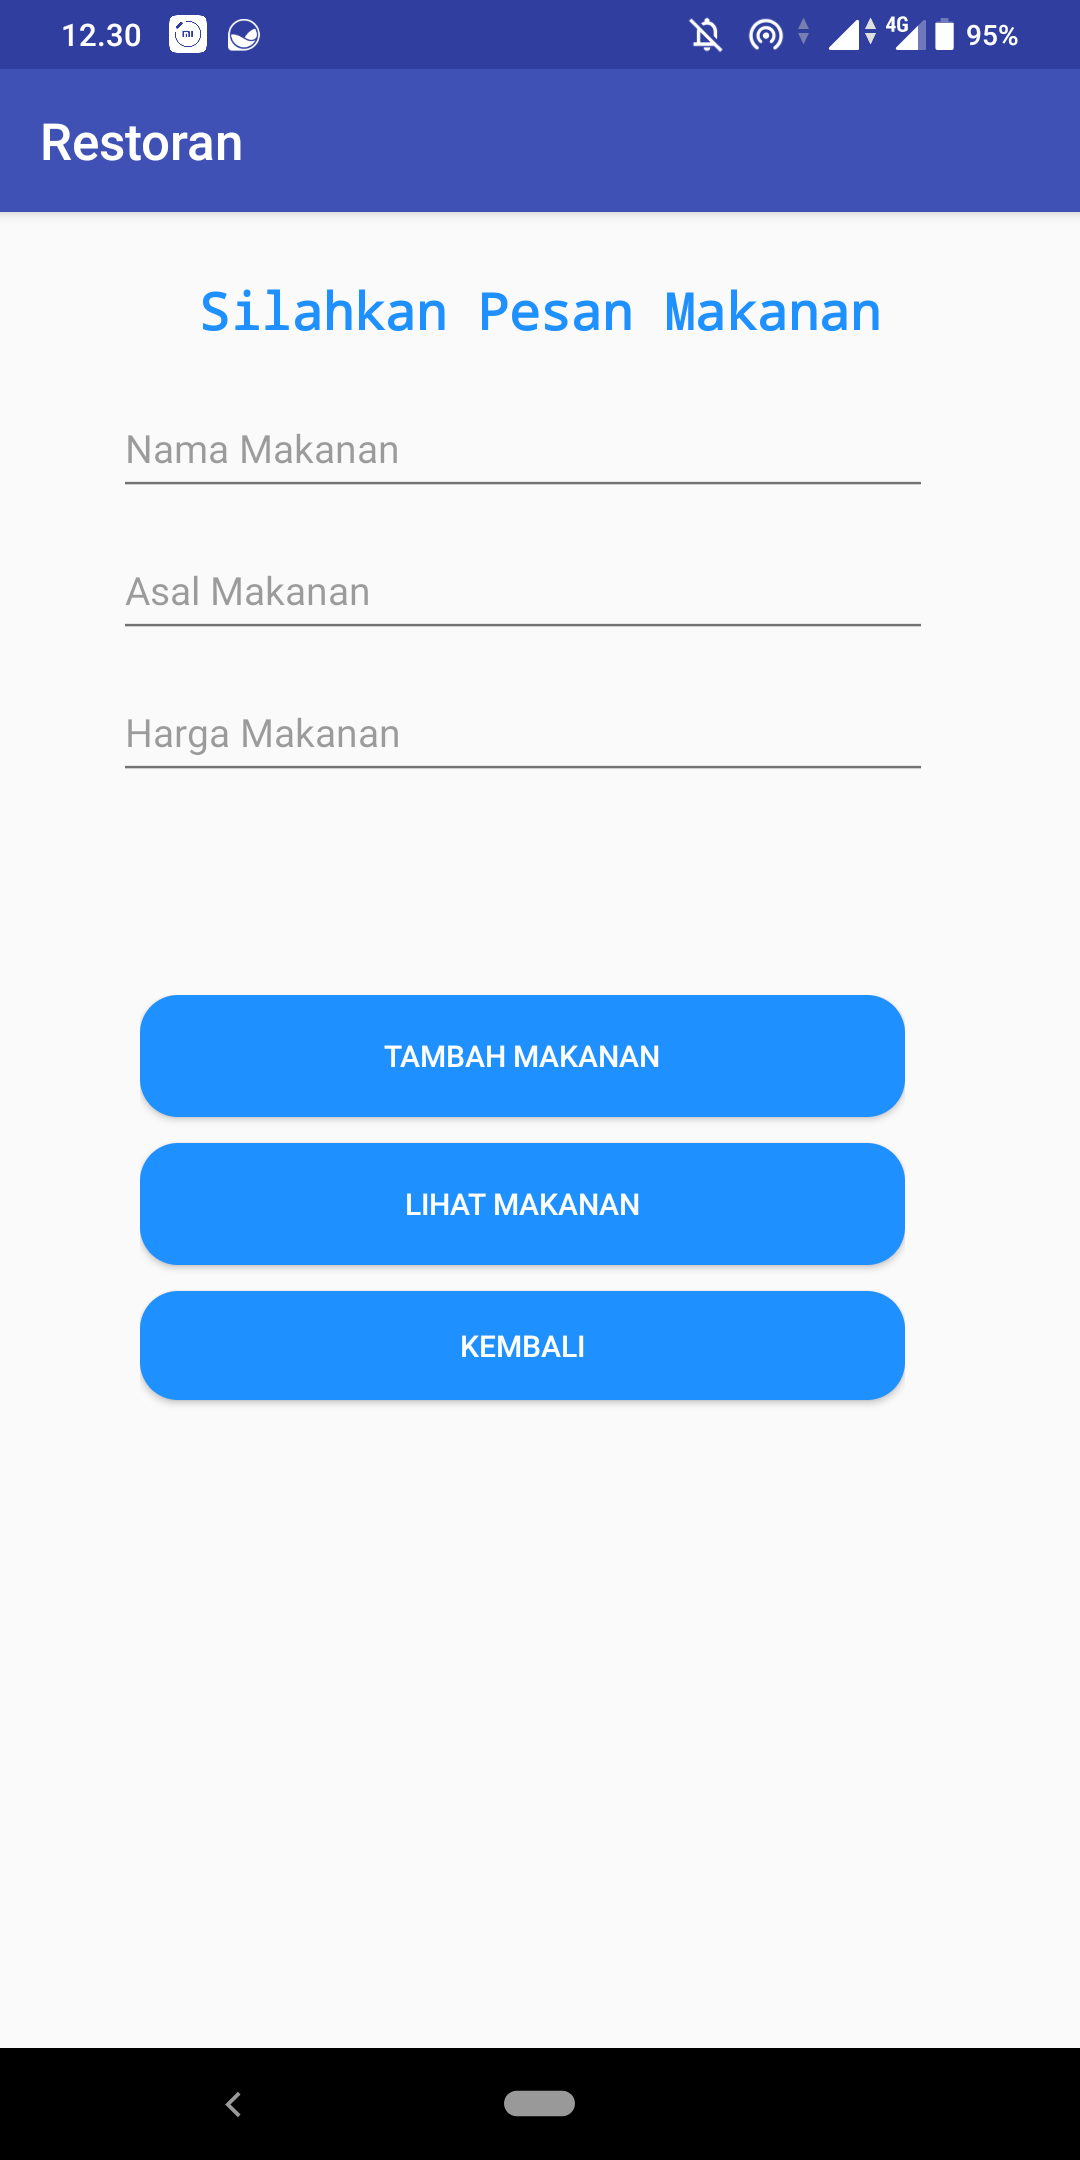 12.30
4G
95%
Restoran
Silahkan Pesan Makanan
Nama Makanan
Asal Makanan
Harga Makanan
TAMBAH MAKANAN
LIHAT MAKANAN
KEMBALI